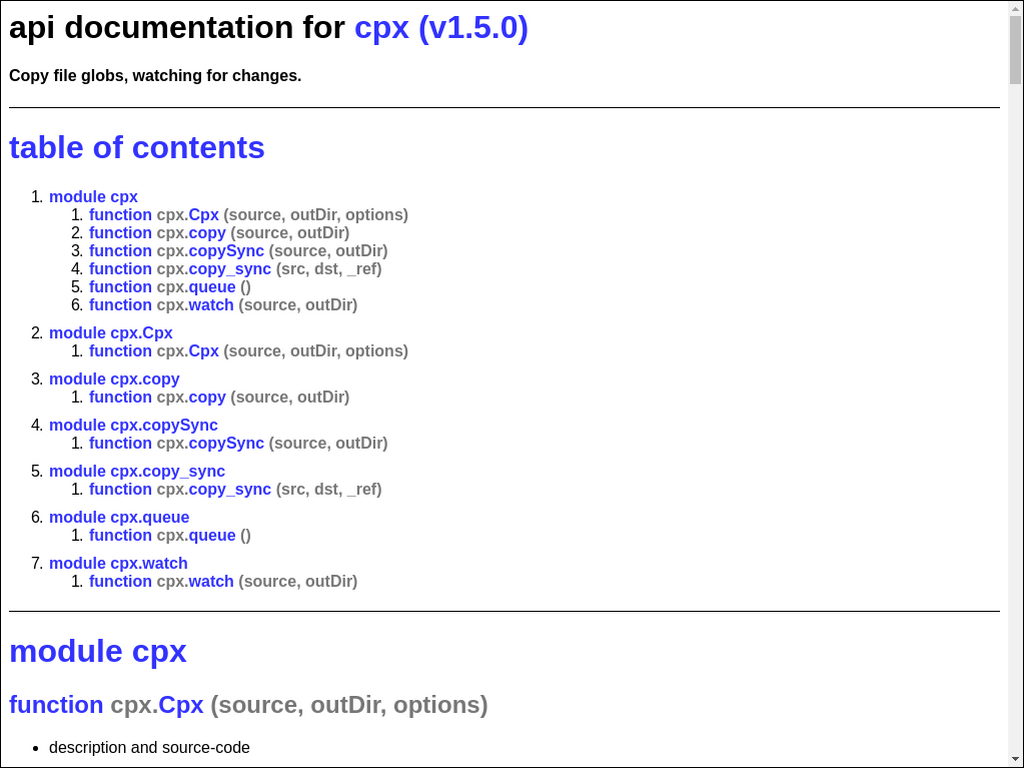 api documentation for cpx (v1.5.0)
Copy file globs, watching for changes.
table of contents
1. module cpx
1. function cpx.Cpx (source, outDir, options)
2. function cpx.copy (source, outDir)
3. function cpx.copySync (source, outDir)
4. function cpx.copy_sync (src, dst, _ref)
5. function cpx.queue ()
6. function cpx.watch (source, outDir)
2. module cpx.Cpx
1. function cpx.Cpx (source, outDir, options)
3. module cpx.copy
1. function cpx.copy (source, outDir)
4. module cpx.copySync
1. function cpx.copySync (source, outDir)
5. module cpx.copy_sync
1. function cpx.copy_sync (src, dst, _ref)
6. module cpx.queue
1. function cpx.queue ()
7. module cpx.watch
1. function cpx.watch (source, outDir)
module cpx
function cpx.Cpx (source, outDir, options)
• description and source-code